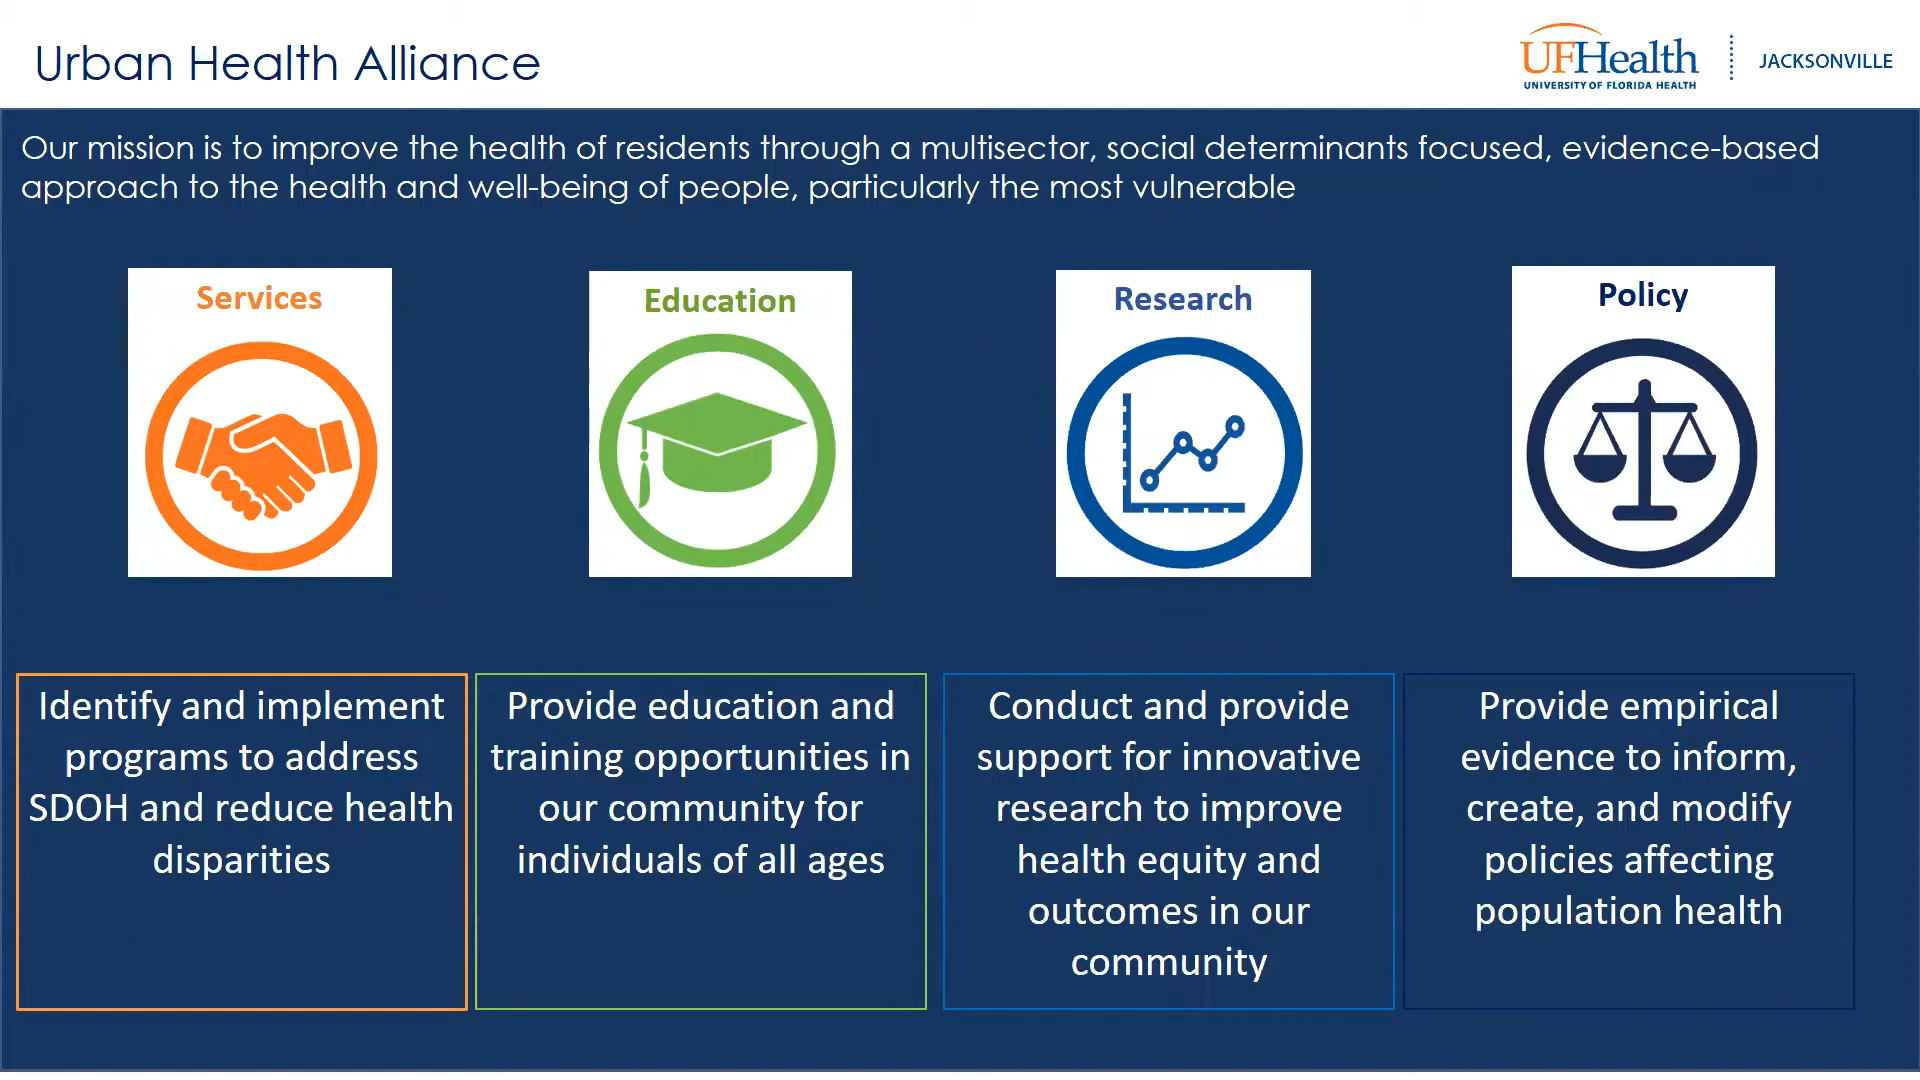 Urban Health Alliance
UFHealth
UNIVERSITY OF FLORIDA HEALTH
JACKSONVILLE
Our mission is to improve the health of residents through a multisector, social determinants focused, evidence-based
approach to the health and well-being of people, particularly the most vulnerable
Services
Education
Research
Policy
Identify and implement
programs to address
SDOH and reduce health
disparities
Provide education and
training opportunities in
our community for
individuals of all ages
Conduct and provide
support for innovative
research to improve
health equity and
outcomes in our
community
Provide empirical
evidence to inform,
create, and modify
policies affecting
population health